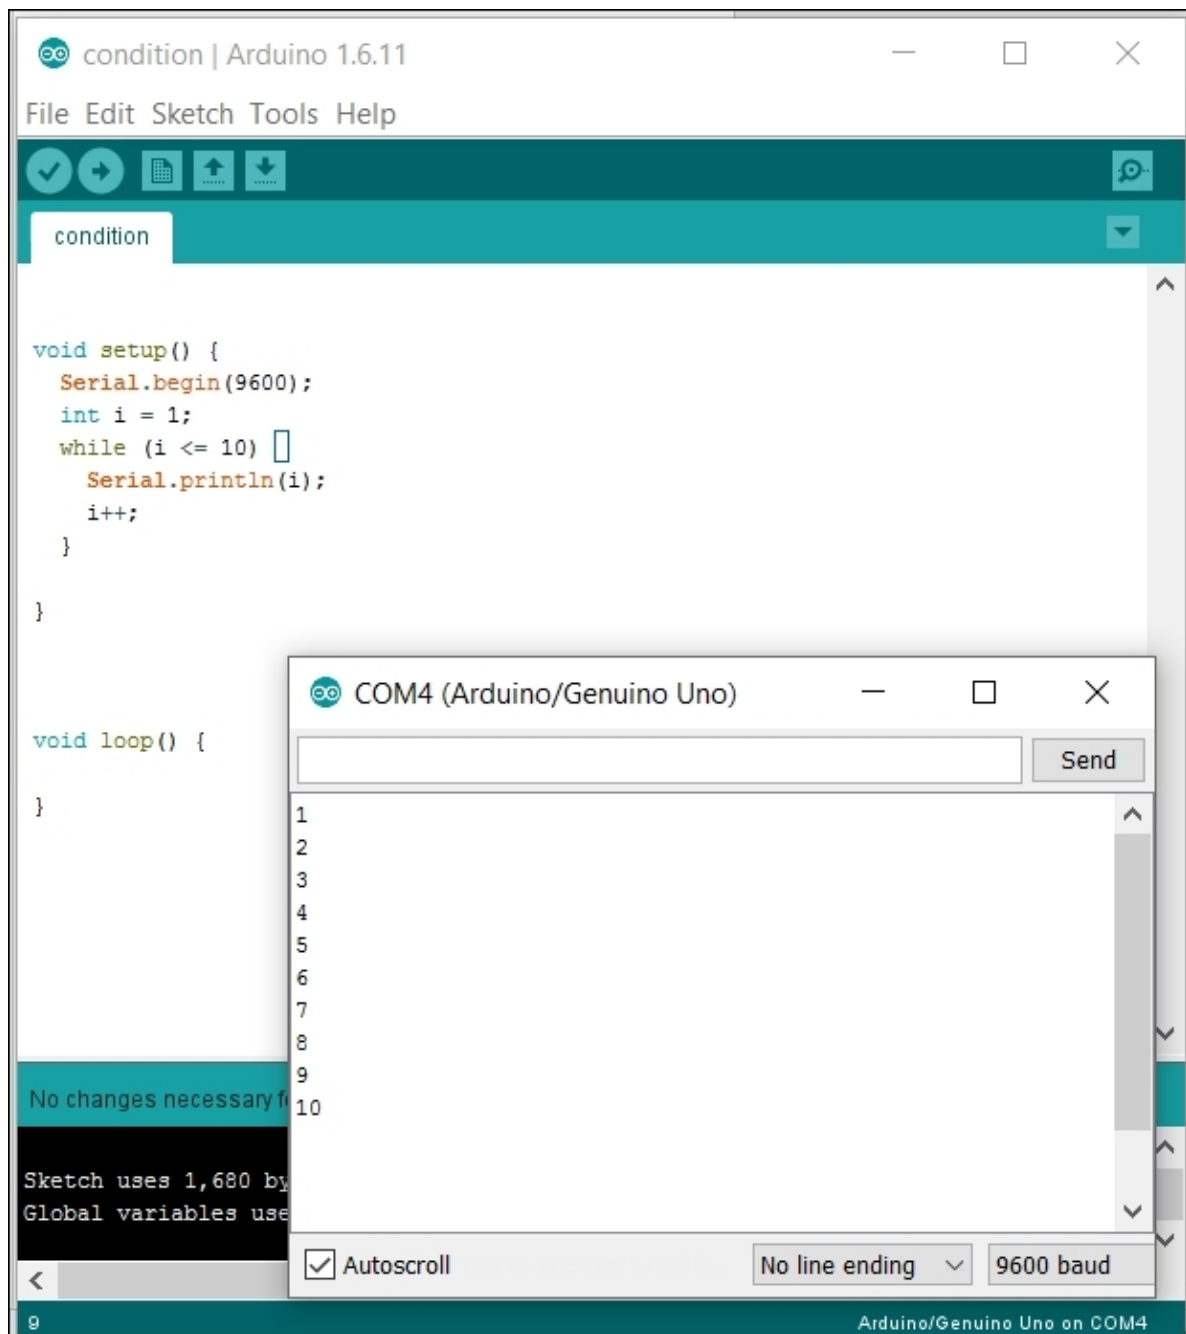 condition | Arduino 1.6.11
File Edit Sketch Tools Help
condition
void setup() {
Serial.begin(9600);
int i = 1;
while (i <= 10)
Serial.println(i);
i++;
}
}
void loop() {
}
COM4 (Arduino/Genuino Uno)
Send
1
2
3
4
5
6
7
8
9
10
No changes necessary
Sketch uses 1,680
Global variables
Autoscroll
No line ending
9600 baud
9
Arduino/Genuino Uno on COM4